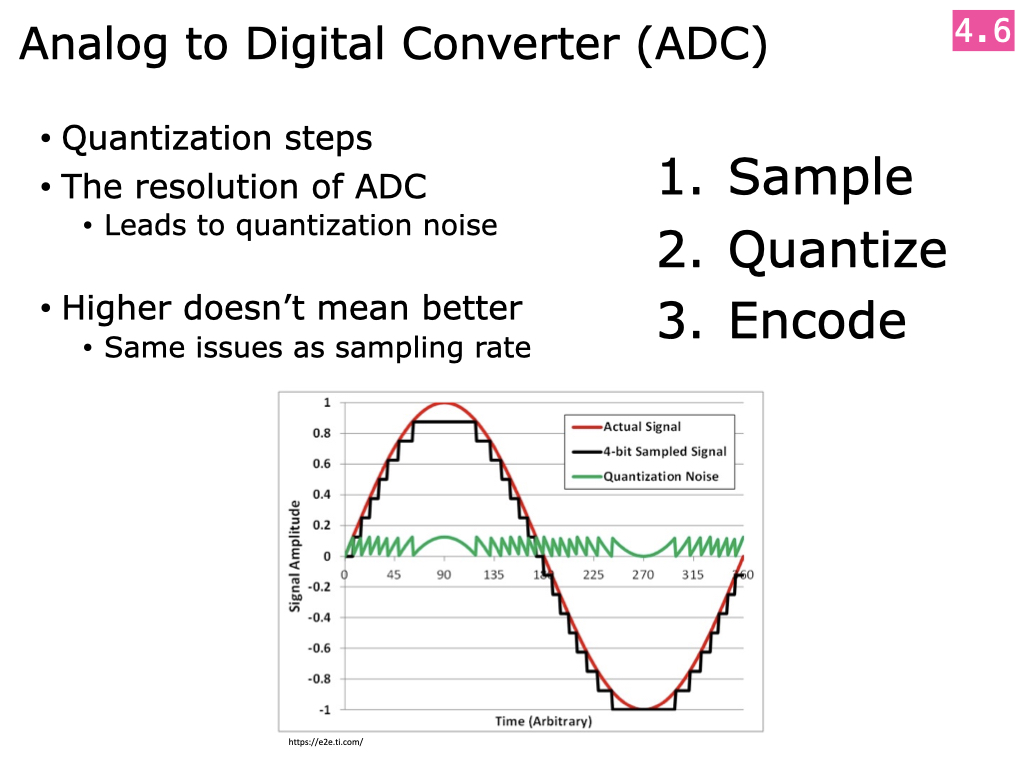 Analog to Digital Converter (ADC)
4.6
• Quantization steps
• The resolution of ADC
• Leads to quantization noise
• Higher doesn’t mean better
• Same issues as sampling rate
1. Sample
2. Quantize
3. Encode
Signal Amplitude
1
0.8
0.6
0.4
0.2
0
-0.2
-0.4
-0.6
-0.8
-1
Actual Signal
4-bit Sampled Signal
Quantization Noise
0 45 90 135 180 225 270 315 360
Time (Arbitrary)
https://e2e.ti.com/